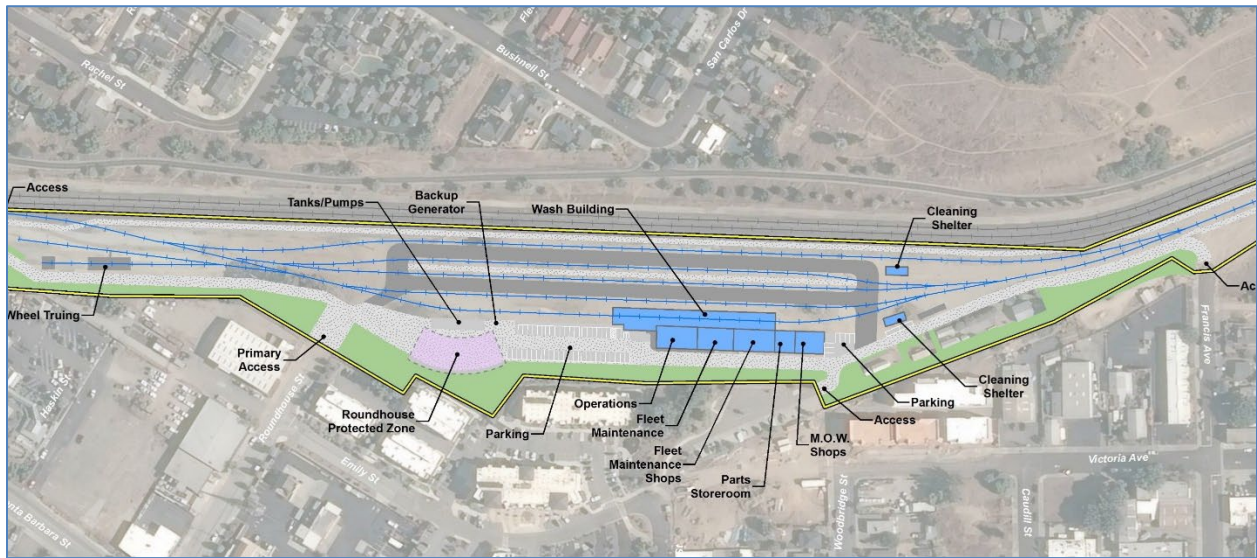 Rachel St
Bushnell St
San Carlos Dr
Access
Tanks/Pumps
Backup
Generator
Wash Building
Cleaning
Shelter
Wheel Truing
Primary
Access
Roundhouse
Protected Zone
Parking
Operations
Fleet
Maintenance
Fleet
Maintenance
Shops
Parts
Storeroom
M.O.W.
Shops
Access
Parking
Cleaning
Shelter
Francis Ave
Haskin St
Roundhouse St
Emily St
Victoria Ave
Woodbridge St
Caudill St